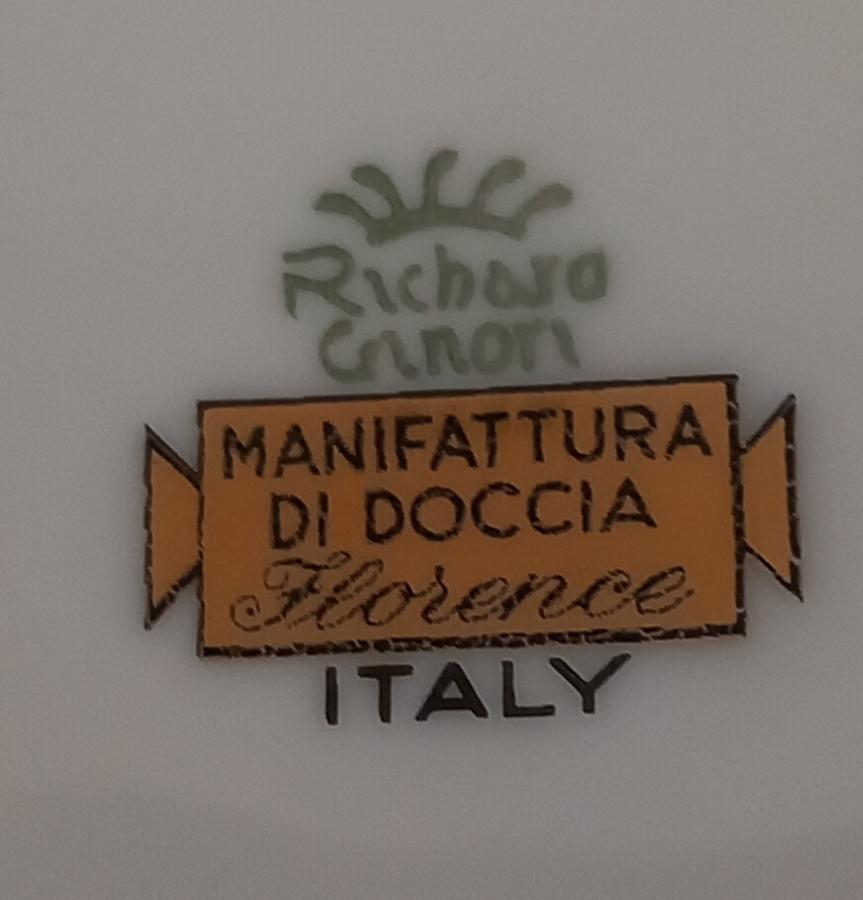 Richard
Ginori
MANIFATTURA
DI DOCCIA
Florence
ITALY